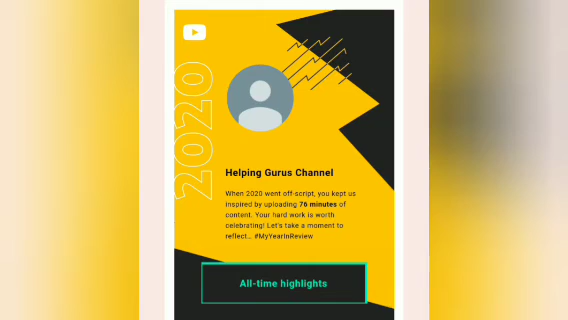 2020
Helping Gurus Channel
When 2020 went off-script, you kept us
inspired by uploading 76 minutes of
content. Your hard work is worth
celebrating! Let's take a moment to
reflect... #MyYearInReview
All-time highlights